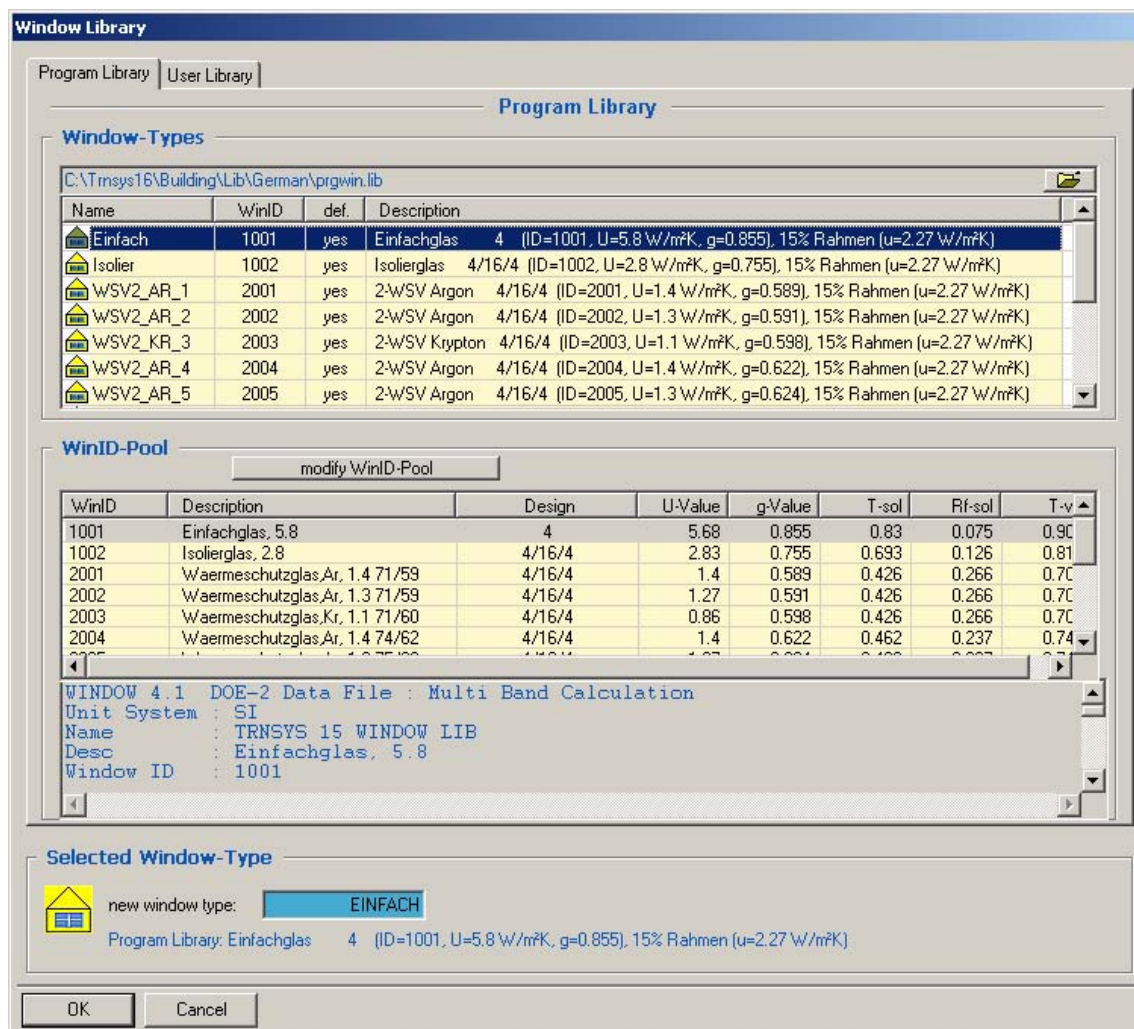 Window Library
Program Library User Library
Program Library
Window-Types
C:\Trnsys16\Building\Lib\German\prgwin.lib
Name WinID def. Description
Einfach 1001 yes Einfachglas 4 (ID=1001, U=5.8 W/m²K, g=0.855), 15% Rahmen (u=2.27 W/m²K)
Isolier 1002 yes Isolierglas 4/16/4 (ID=1002, U=2.8 W/m²K, g=0.755), 15% Rahmen (u=2.27 W/m²K)
WSV2_AR_1 2001 yes 2-WSV Argon 4/16/4 (ID=2001, U=1.4 W/m²K, g=0.589), 15% Rahmen (u=2.27 W/m²K)
WSV2_AR_2 2002 yes 2-WSV Argon 4/16/4 (ID=2002, U=1.3 W/m²K, g=0.591), 15% Rahmen (u=2.27 W/m²K)
WSV2_KR_3 2003 yes 2-WSV Krypton 4/16/4 (ID=2003, U=1.1 W/m²K, g=0.598), 15% Rahmen (u=2.27 W/m²K)
WSV2_AR_4 2004 yes 2-WSV Argon 4/16/4 (ID=2004, U=1.4 W/m²K, g=0.622), 15% Rahmen (u=2.27 W/m²K)
WSV2_AR_5 2005 yes 2-WSV Argon 4/16/4 (ID=2005, U=1.3 W/m²K, g=0.624), 15% Rahmen (u=2.27 W/m²K)
WinID-Pool
modify WinID-Pool
WinID Description Design U-Value g-Value T-sol Rf-sol T-v
1001 Einfachglas, 5.8 4 5.68 0.855 0.83 0.075 0.90
1002 Isolierglas, 2.8 4/16/4 2.83 0.755 0.693 0.126 0.81
2001 Waermeschutzglas,Ar, 1.4 71/59 4/16/4 1.4 0.589 0.426 0.266 0.70
2002 Waermeschutzglas,Ar, 1.3 71/59 4/16/4 1.27 0.591 0.426 0.266 0.70
2003 Waermeschutzglas,Kr, 1.1 71/60 4/16/4 0.86 0.598 0.426 0.266 0.70
2004 Waermeschutzglas,Ar, 1.4 74/62 4/16/4 1.4 0.622 0.462 0.237 0.74
WINDOW 4.1 DOE-2 Data File : Multi Band Calculation
Unit System : SI
Name : TRNSYS 15 WINDOW LIB
Desc : Einfachglas, 5.8
Window ID : 1001
Selected Window-Type
new window type: EINFACH
Program Library: Einfachglas 4 (ID=1001, U=5.8 W/m²K, g=0.855), 15% Rahmen (u=2.27 W/m²K)
OK Cancel